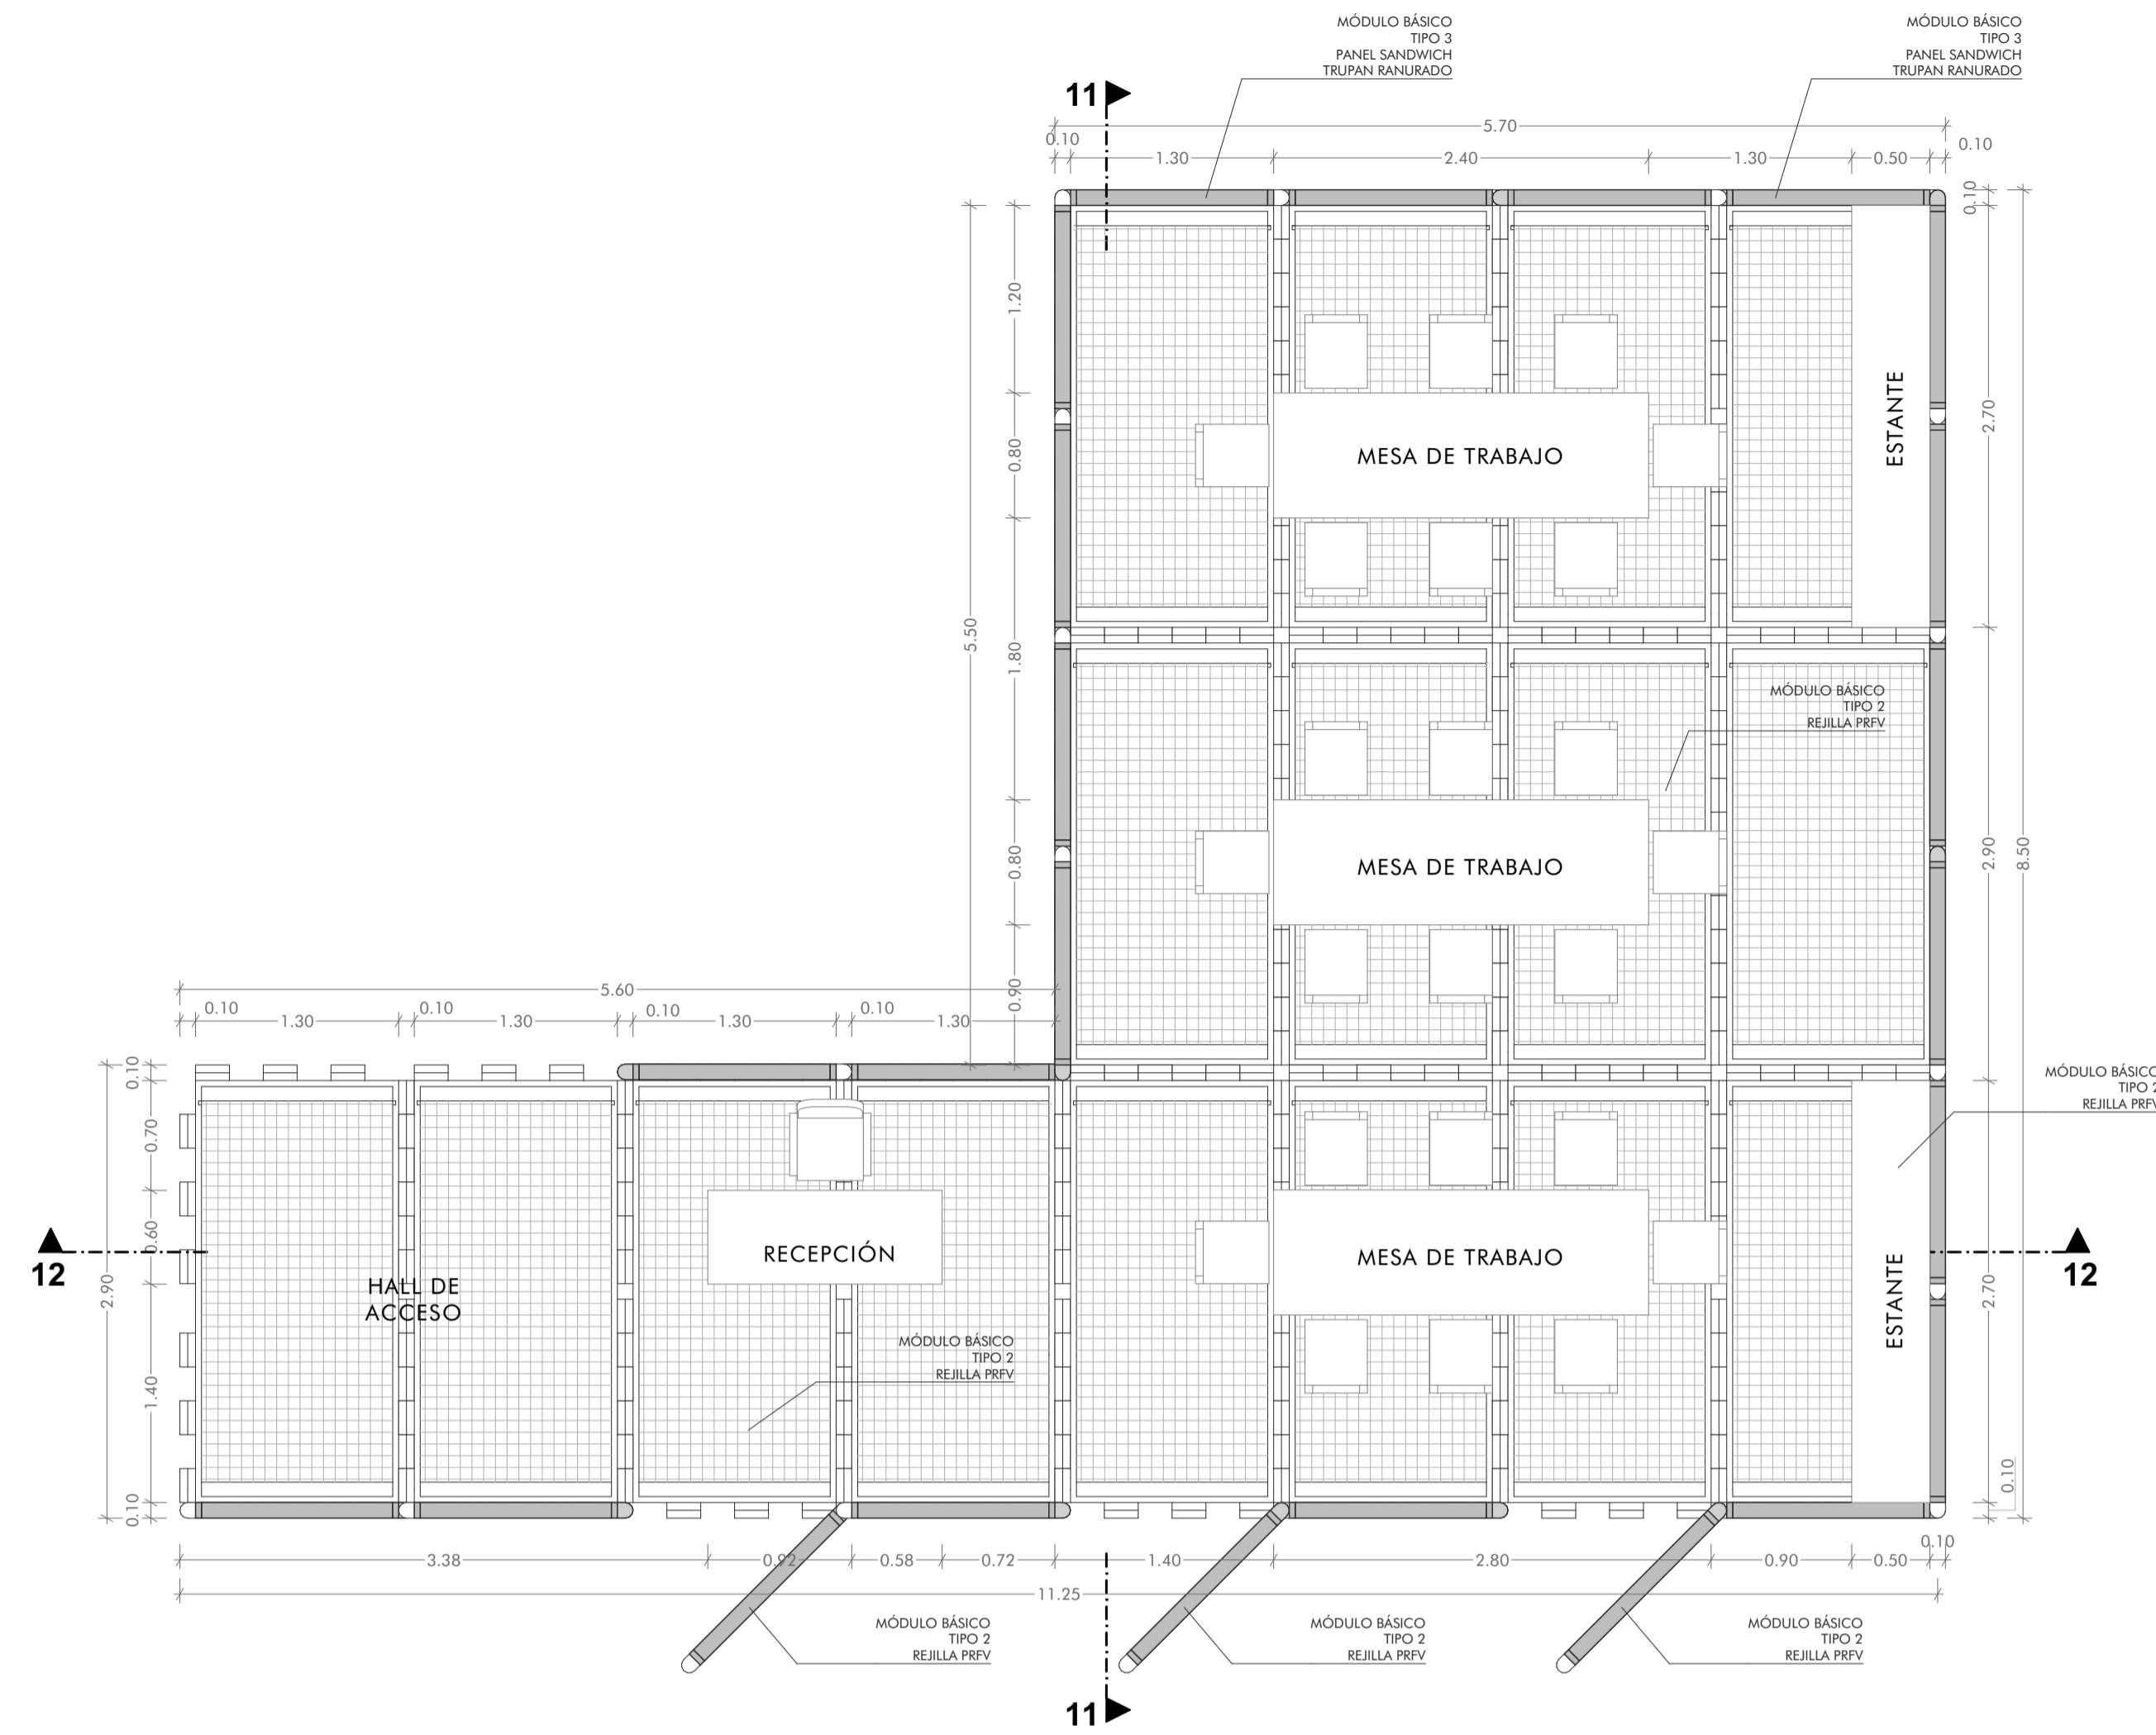 MÓDULO BÁSICO
TIPO 3
PANEL SANDWICH
TRUPAN RANURADO
MÓDULO BÁSICO
TIPO 3
PANEL SANDWICH
TRUPAN RANURADO
11
5.70
0.10
1.30
2.40
1.30
0.50
0.10
0.10
1.20
0.80
1.80
0.80
0.90
5.50
2.70
2.90
8.50
2.70
0.10
ESTANTE
MESA DE TRABAJO
MÓDULO BÁSICO
TIPO 2
REJILLA PRFV
MESA DE TRABAJO
5.60
0.10
1.30
0.10
1.30
0.10
1.30
0.10
1.30
0.10
0.70
0.60
1.40
0.10
2.90
MÓDULO BÁSICO
TIPO 2
REJILLA PRFV
12
HALL DE
ACCESO
RECEPCIÓN
MESA DE TRABAJO
ESTANTE
12
MÓDULO BÁSICO
TIPO 2
REJILLA PRFV
3.38
0.92
0.58
0.72
1.40
2.80
0.90
0.50
0.10
11.25
MÓDULO BÁSICO
TIPO 2
REJILLA PRFV
MÓDULO BÁSICO
TIPO 2
REJILLA PRFV
MÓDULO BÁSICO
TIPO 2
REJILLA PRFV
11